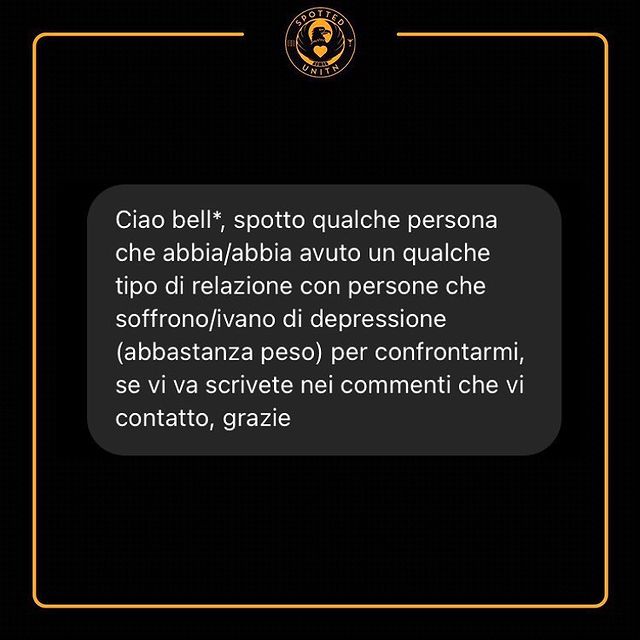 SPOTTED
UNITN
Ciao bell*, spotto qualche persona
che abbia/abbia avuto un qualche
tipo di relazione con persone che
soffrono/ivano di depressione
(abbastanza peso) per confrontarmi,
se vi va scrivete nei commenti che vi
contatto, grazie